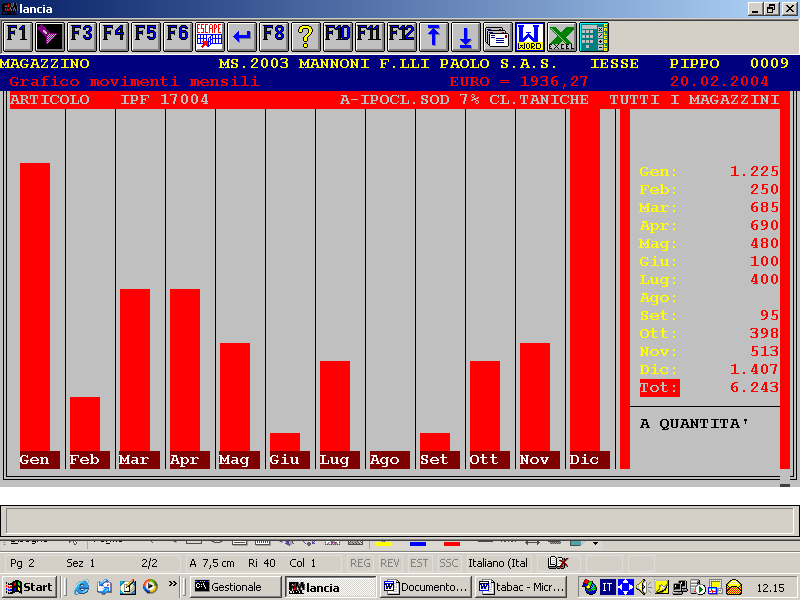 lancia
F1 F3 F4 F5 F6 ESCAPE F8 ? F10 F11 F12 WORD EXCEL
MAGAZZINO MS.2003 MANNONI F.LLI PAOLO S.A.S. IESSE PIPPO 0009
Grafico movimenti mensili EURO = 1936,27 20.02.2004
ARTICOLO IPF 17004 A-IPOCL.SOD 7% CL.TANICHE TUTTI I MAGAZZINI
Gen: 1.225
Feb: 250
Mar: 685
Apr: 690
Mag: 480
Giu: 100
Lug: 400
Ago:
Set: 95
Ott: 398
Nov: 513
Dic: 1.407
Tot: 6.243
A QUANTITA'
Gen Feb Mar Apr Mag Giu Lug Ago Set Ott Nov Dic
Pg 2 Sez 1 2/2 A 7,5 cm Ri 40 Col 1 REG REV EST SSC Italiano (Ital
Start » Gestionale lancia Documento... tabac - Micr... IT 12.15